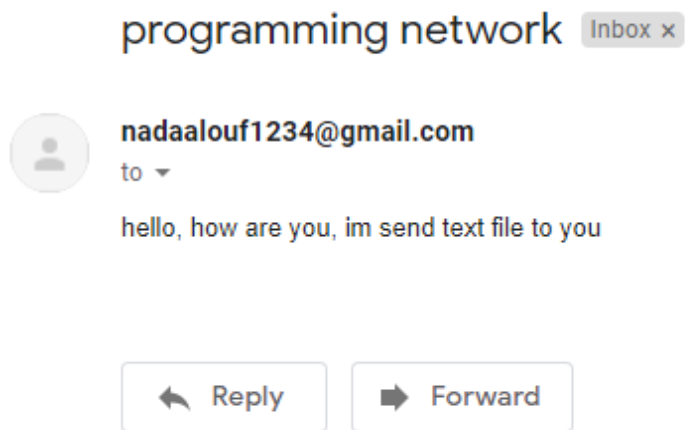 programming network Inbox x
nadaalouf1234@gmail.com
to
hello, how are you, im send text file to you
Reply Forward